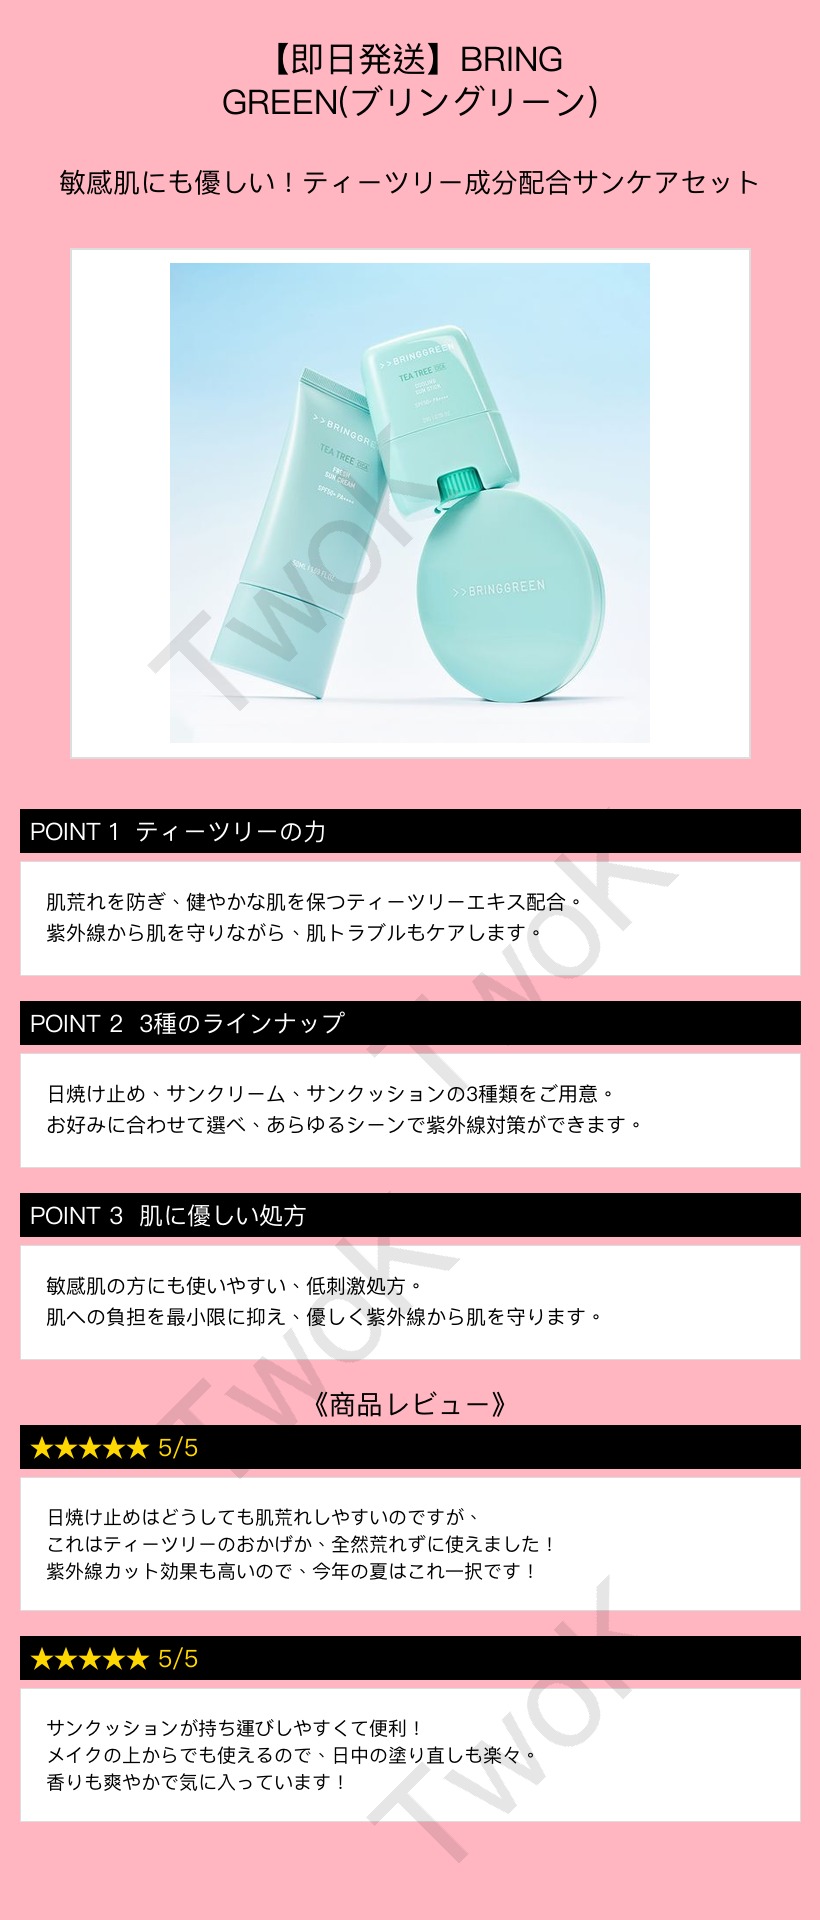 【即日発送】BRING
GREEN(ブリングリーン)
敏感肌にも優しい！ティーツリー成分配合サンケアセット
>>BRINGGREEN
TEA TREE CICA
COOLING
SUN STICK
SPF50+ PA++++
>>BRINGGREEN
TEA TREE CICA
FRESH
SUN CREAM
SPF50+ PA++++
>>BRINGGREEN
Twok
POINT 1 ティーツリーの力
肌荒れを防ぎ、健やかな肌を保つティーツリーエキス配合。
紫外線から肌を守りながら、肌トラブルもケアします。
Twok
POINT 2 3種のラインナップ
日焼け止め、サンクリーム、サンクッションの3種類をご用意。
お好みに合わせて選べ、あらゆるシーンで紫外線対策ができます。
POINT 3 肌に優しい処方
敏感肌の方にも使いやすい、低刺激処方。
肌への負担を最小限に抑え、優しく紫外線から肌を守ります。
Twok
《商品レビュー》
★★★★★ 5/5
日焼け止めはどうしても肌荒れしやすいのですが、
これはティーツリーのおかげか、全然荒れずに使えました！
紫外線カット効果も高いので、今年の夏はこれ一択です！
★★★★★ 5/5
サンクッションが持ち運びしやすくて便利！
メイクの上からでも使えるので、日中の塗り直しも楽々。
香りも爽やかで気に入っています！
Twok